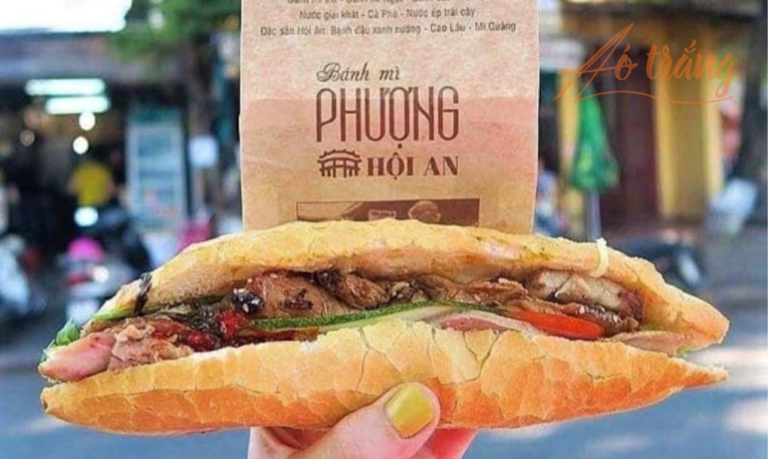 Nước giải khát - Cà Phê - Nước ép trái cây
Đặc sản Hội An: Bánh đậu xanh nướng - Cao Lầu - Mì Quảng
Áo trắng
Bánh mì
PHƯỢNG
HỘI AN